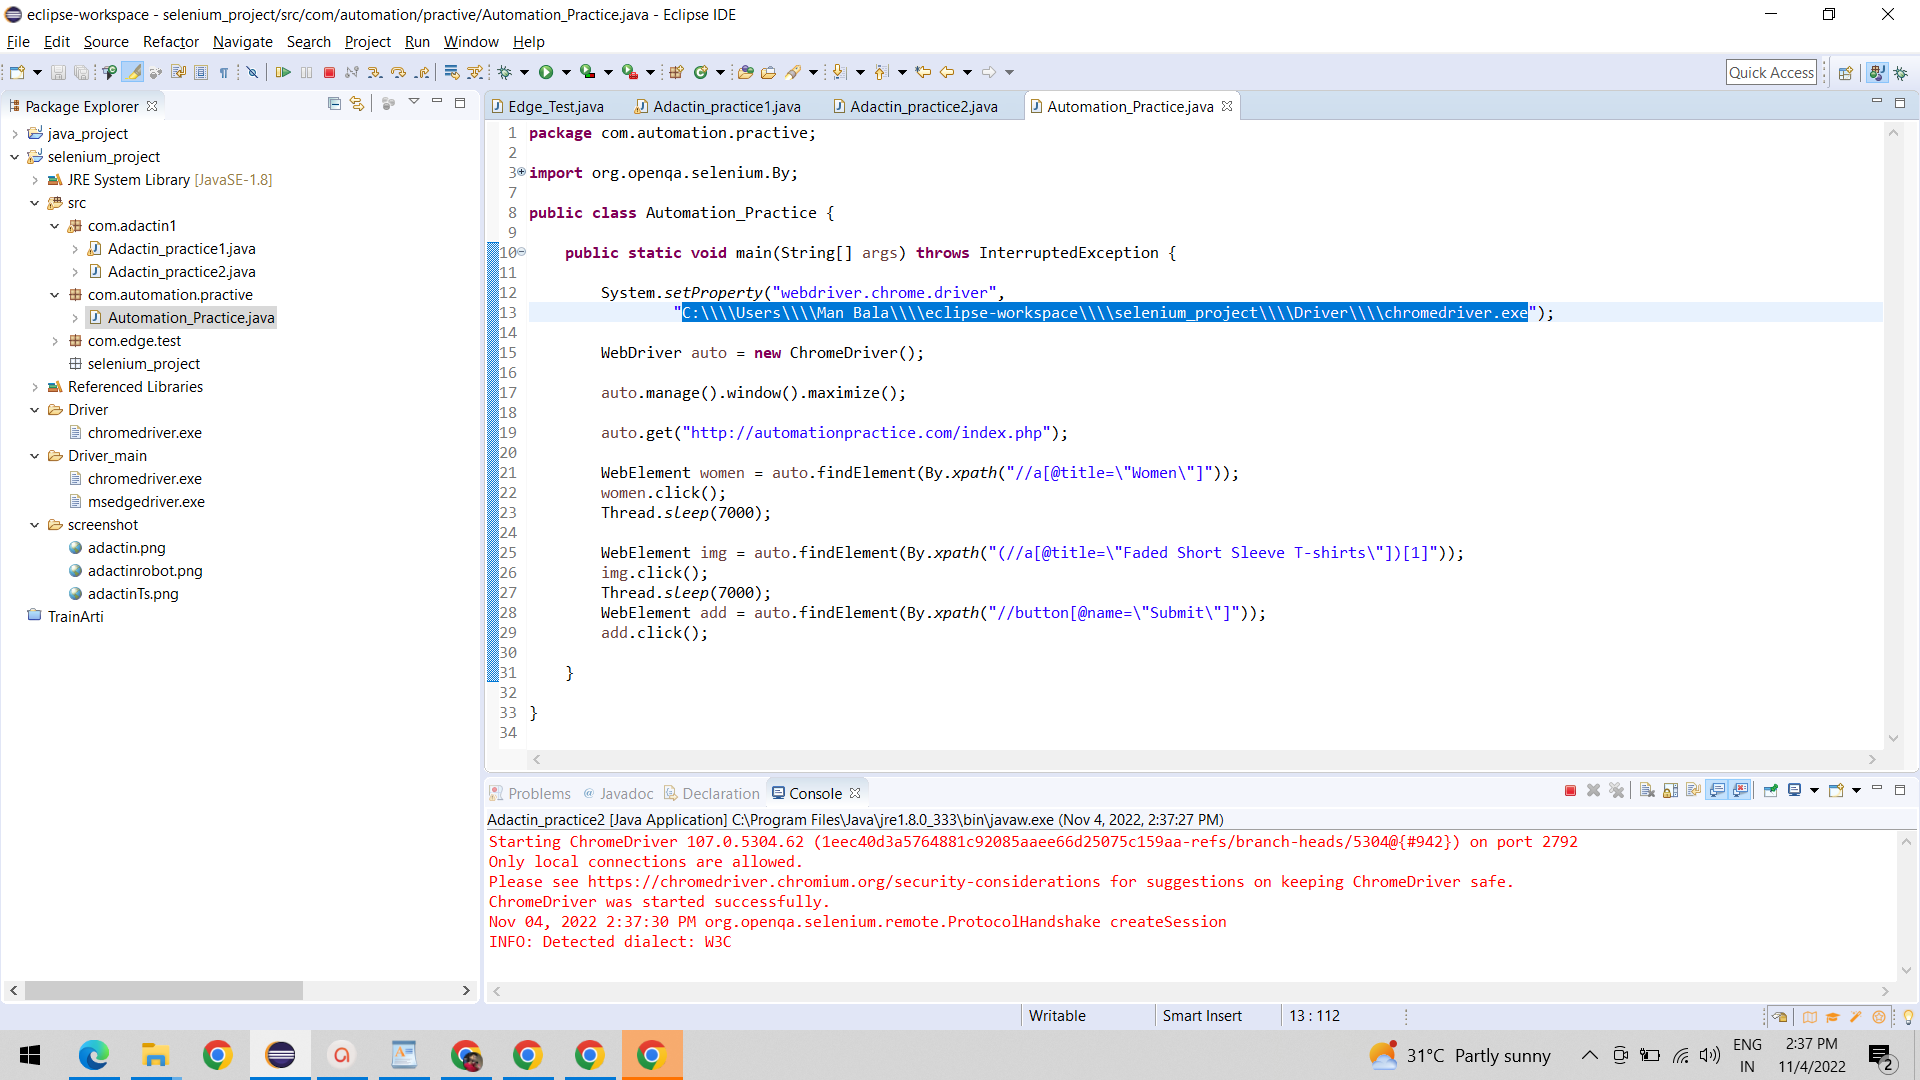 eclipse-workspace - selenium_project/src/com/automation/practive/Automation_Practice.java - Eclipse IDE
File Edit Source Refactor Navigate Search Project Run Window Help
Quick Access
Package Explorer
java_project
selenium_project
JRE System Library [JavaSE-1.8]
src
com.adactin1
Adactin_practice1.java
Adactin_practice2.java
com.automation.practive
Automation_Practice.java
com.edge.test
selenium_project
Referenced Libraries
Driver
chromedriver.exe
Driver_main
chromedriver.exe
msedgedriver.exe
screenshot
adactin.png
adactinrobot.png
adactinTs.png
TrainArti
Edge_Test.java Adactin_practice1.java Adactin_practice2.java Automation_Practice.java
1 package com.automation.practive;
2
3 import org.openqa.selenium.By;
7
8 public class Automation_Practice {
9
10 public static void main(String[] args) throws InterruptedException {
11
12 System.setProperty("webdriver.chrome.driver",
13 "C:\\\\Users\\\\Man Bala\\\\eclipse-workspace\\\\selenium_project\\\\Driver\\\\chromedriver.exe");
14
15 WebDriver auto = new ChromeDriver();
16
17 auto.manage().window().maximize();
18
19 auto.get("http://automationpractice.com/index.php");
20
21 WebElement women = auto.findElement(By.xpath("//a[@title=\"Women\"]"));
22 women.click();
23 Thread.sleep(7000);
24
25 WebElement img = auto.findElement(By.xpath("(//a[@title=\"Faded Short Sleeve T-shirts\"])[1]"));
26 img.click();
27 Thread.sleep(7000);
28 WebElement add = auto.findElement(By.xpath("//button[@name=\"Submit\"]"));
29 add.click();
30
31 }
32
33 }
34
Problems Javadoc Declaration Console
Adactin_practice2 [Java Application] C:\Program Files\Java\jre1.8.0_333\bin\javaw.exe (Nov 4, 2022, 2:37:27 PM)
Starting ChromeDriver 107.0.5304.62 (1eec40d3a5764881c92085aaee66d25075c159aa-refs/branch-heads/5304@{#942}) on port 2792
Only local connections are allowed.
Please see https://chromedriver.chromium.org/security-considerations for suggestions on keeping ChromeDriver safe.
ChromeDriver was started successfully.
Nov 04, 2022 2:37:30 PM org.openqa.selenium.remote.ProtocolHandshake createSession
INFO: Detected dialect: W3C
Writable Smart Insert 13 : 112
31°C Partly sunny
ENG
IN
2:37 PM
11/4/2022
2